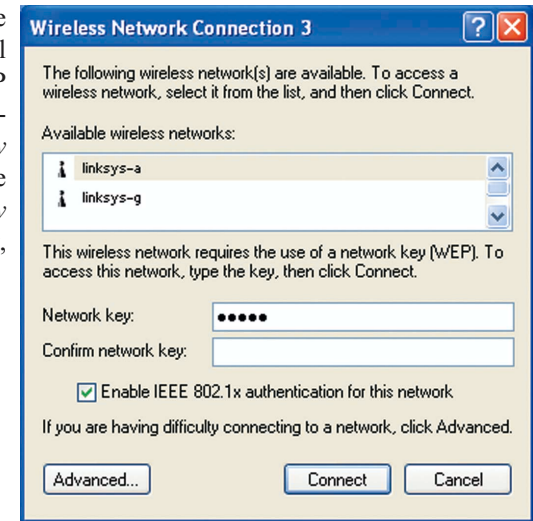 Wireless Network Connection 3
The following wireless network(s) are available. To access a
wireless network, select it from the list, and then click Connect.
Available wireless networks:
linksys-a
linksys-g
This wireless network requires the use of a network key (WEP). To
access this network, type the key, then click Connect.
Network key: •••••
Confirm network key:
Enable IEEE 802.1x authentication for this network
If you are having difficulty connecting to a network, click Advanced.
Advanced... Connect Cancel